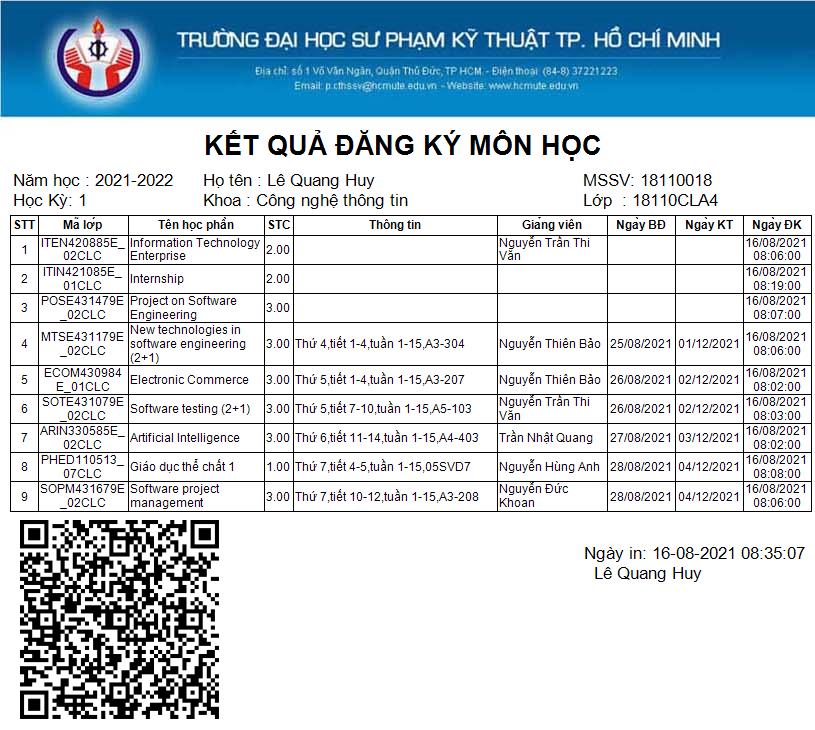 TRƯỜNG ĐẠI HỌC SƯ PHẠM KỸ THUẬT TP. HỒ CHÍ MINH
Địa chỉ: số 1 Võ Văn Ngân, Quận Thủ Đức, TP HCM. - Điện thoại: (84-8) 37221223
Email: p.cthssv@hcmute.edu.vn - Website: www.hcmute.edu.vn
KẾT QUẢ ĐĂNG KÝ MÔN HỌC
Năm học : 2021-2022 Họ tên : Lê Quang Huy MSSV: 18110018
Học Kỳ: 1 Khoa : Công nghệ thông tin Lớp : 18110CLA4
STT Mã lớp Tên học phần STC Thông tin Giảng viên Ngày BĐ Ngày KT Ngày ĐK
1 ITEN420885E_02CLC Information Technology Enterprise 2.00 Nguyễn Trần Thi Văn 16/08/2021 08:06:00
2 ITIN421085E_01CLC Internship 2.00 16/08/2021 08:19:00
3 POSE431479E_02CLC Project on Software Engineering 3.00 16/08/2021 08:07:00
4 MTSE431179E_02CLC New technologies in software engineering (2+1) 3.00 Thứ 4,tiết 1-4,tuần 1-15,A3-304 Nguyễn Thiên Bảo 25/08/2021 01/12/2021 16/08/2021 08:06:00
5 ECOM430984E_01CLC Electronic Commerce 3.00 Thứ 5,tiết 1-4,tuần 1-15,A3-207 Nguyễn Thiên Bảo 26/08/2021 02/12/2021 16/08/2021 08:02:00
6 SOTE431079E_02CLC Software testing (2+1) 3.00 Thứ 5,tiết 7-10,tuần 1-15,A5-103 Nguyễn Trần Thi Văn 26/08/2021 02/12/2021 16/08/2021 08:03:00
7 ARIN330585E_02CLC Artificial Intelligence 3.00 Thứ 6,tiết 11-14,tuần 1-15,A4-403 Trần Nhật Quang 27/08/2021 03/12/2021 16/08/2021 08:02:00
8 PHED110513_07CLC Giáo dục thể chất 1 1.00 Thứ 7,tiết 4-5,tuần 1-15,05SVD7 Nguyễn Hùng Anh 28/08/2021 04/12/2021 16/08/2021 08:08:00
9 SOPM431679E_02CLC Software project management 3.00 Thứ 7,tiết 10-12,tuần 1-15,A3-208 Nguyễn Đức Khoan 28/08/2021 04/12/2021 16/08/2021 08:06:00
Ngày in: 16-08-2021 08:35:07
Lê Quang Huy